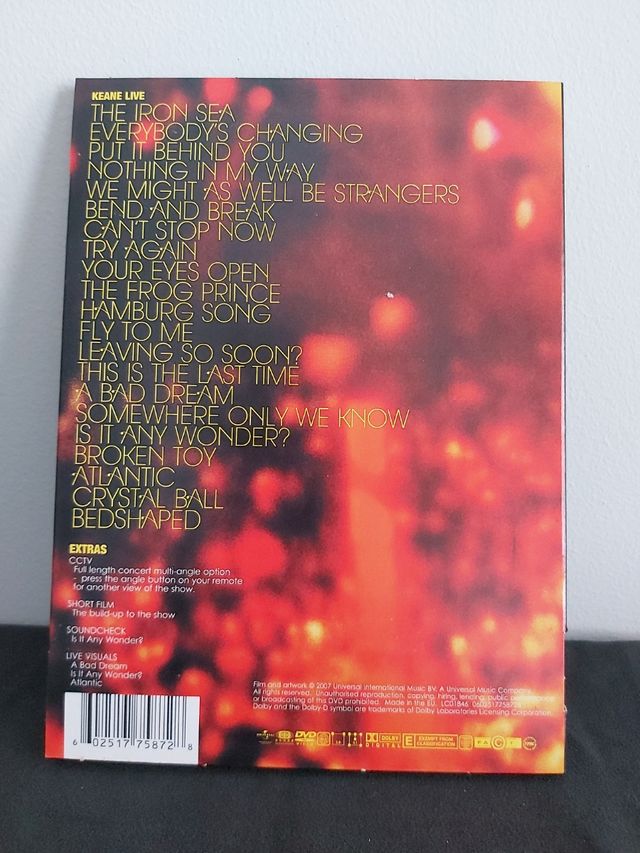 KEANE LIVE
THE IRON SEA
EVERYBODY'S CHANGING
PUT IT BEHIND YOU
NOTHING IN MY WAY
WE MIGHT AS WELL BE STRANGERS
BEND AND BREAK
CAN'T STOP NOW
TRY AGAIN
YOUR EYES OPEN
THE FROG PRINCE
HAMBURG SONG
FLY TO ME
LEAVING SO SOON?
THIS IS THE LAST TIME
A BAD DREAM
SOMEWHERE ONLY WE KNOW
IS IT ANY WONDER?
BROKEN TOY
ATLANTIC
CRYSTAL BALL
BEDSHAPED
EXTRAS
CCTV
Full length concert multi-angle option
- press the angle button on your remote
for another view of the show.
SHORT FILM
The build-up to the show
SOUNDCHECK
Is It Any Wonder?
LIVE VISUALS
A Bad Dream
Is It Any Wonder?
Atlantic
Film and artwork © 2007 Universal International Music BV. A Universal Music Company.
All rights reserved. Unauthorised reproduction, copying, hiring, lending, public performance
or broadcasting of this DVD prohibited. Made in the EU. LC01846 0602517758728
Dolby and the Dolby-D symbol are trademarks of Dolby Laboratories Licensing Corporation.
6 02517 75872 8
DVD
DOLBY
DIGITAL
E EXEMPT FROM CLASSIFICATION